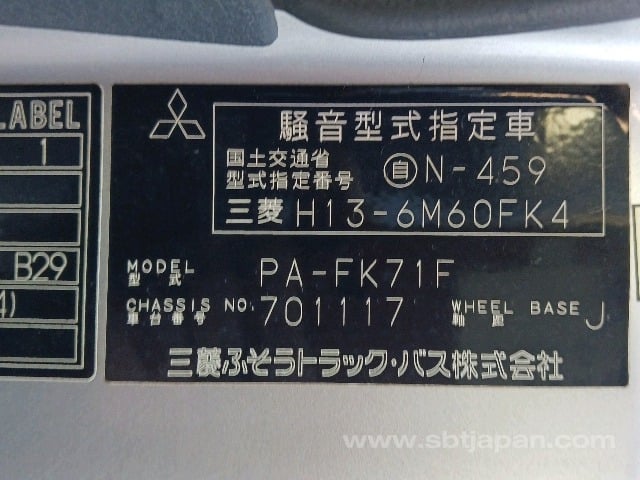 LABEL
1
B29
4)
騒音型式指定車
国土交通省
型式指定番号 自 N-459
三菱 H13-6M60FK4
MODEL
型式 PA-FK71F
CHASSIS NO.
車台番号 701117
WHEEL BASE
軸距 J
三菱ふそうトラック・バス株式会社
www.sbtjapan.com